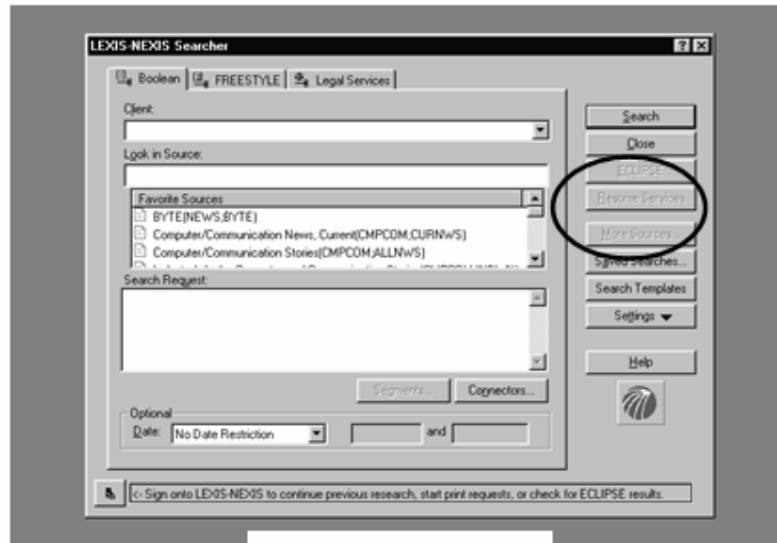 LEXIS-NEXIS Searcher
Boolean FREESTYLE Legal Services
Client:
Look in Source:
Favorite Sources
BYTE(NEWS;BYTE)
Computer/Communication News, Current(CMPCOM;CURNWS)
Computer/Communication Stories(CMPCOM;ALLNWS)
Search Request:
Segments... Connectors...
Optional
Date: No Date Restriction and
Search
Close
ECLIPSE
Resume Services
More Sources...
Saved Searches...
Search Templates
Settings
Help
<- Sign onto LEXIS-NEXIS to continue previous research, start print requests, or check for ECLIPSE results.